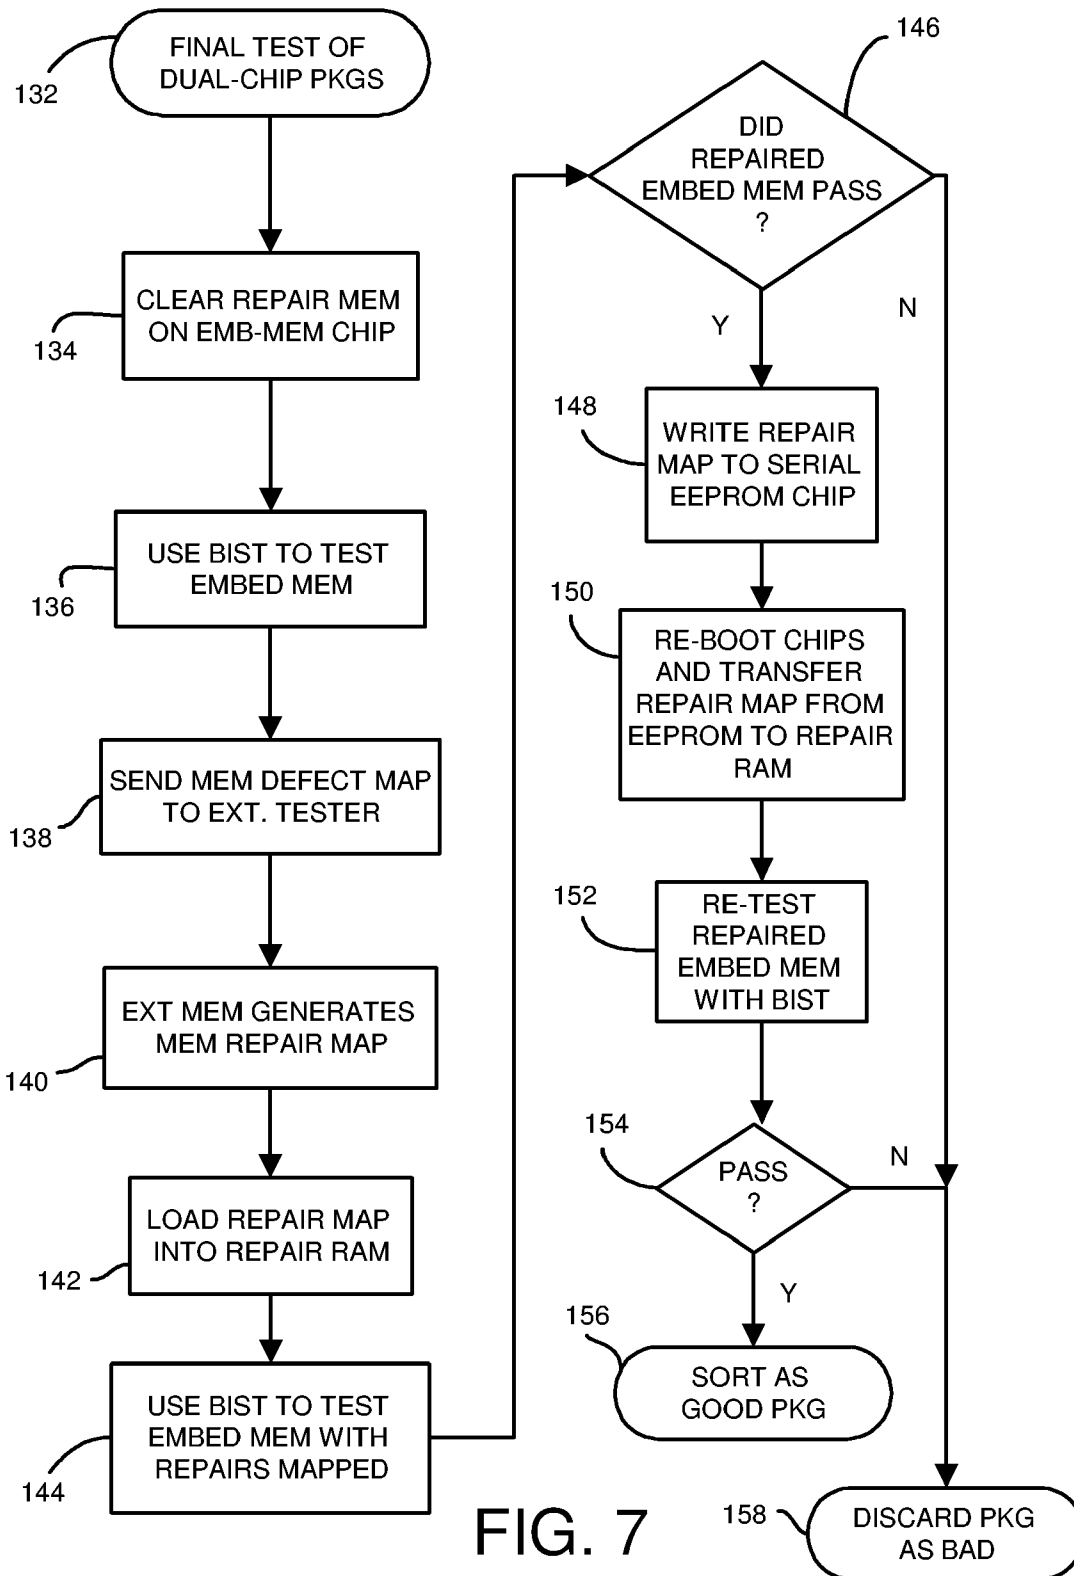 FINAL TEST OF
DUAL-CHIP PKGS
132
CLEAR REPAIR MEM
ON EMB-MEM CHIP
134
USE BIST TO TEST
EMBED MEM
136
SEND MEM DEFECT MAP
TO EXT. TESTER
138
EXT MEM GENERATES
MEM REPAIR MAP
140
LOAD REPAIR MAP
INTO REPAIR RAM
142
USE BIST TO TEST
EMBED MEM WITH
REPAIRS MAPPED
144
146
DID
REPAIRED
EMBED MEM PASS
?
Y
N
148
WRITE REPAIR
MAP TO SERIAL
EEPROM CHIP
150
RE-BOOT CHIPS
AND TRANSFER
REPAIR MAP FROM
EEPROM TO REPAIR
RAM
152
RE-TEST
REPAIRED
EMBED MEM
WITH BIST
154
PASS
?
N
Y
156
SORT AS
GOOD PKG
158
DISCARD PKG
AS BAD
FIG. 7